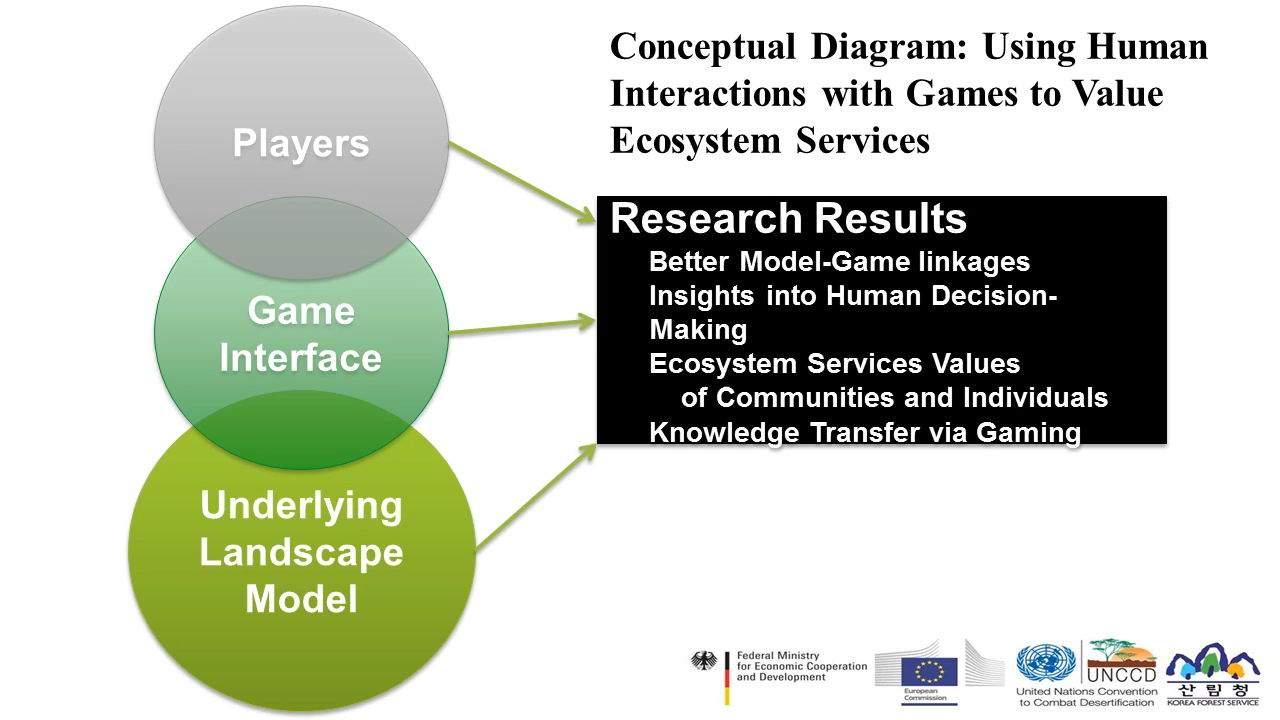 Conceptual Diagram: Using Human
Interactions with Games to Value
Ecosystem Services
Players
Game
Interface
Underlying
Landscape
Model
Research Results
Better Model-Game linkages
Insights into Human Decision-
Making
Ecosystem Services Values
of Communities and Individuals
Knowledge Transfer via Gaming
Federal Ministry
for Economic Cooperation
and Development
European
Commission
UNCCD
United Nations Convention
to Combat Desertification
산림청
KOREA FOREST SERVICE